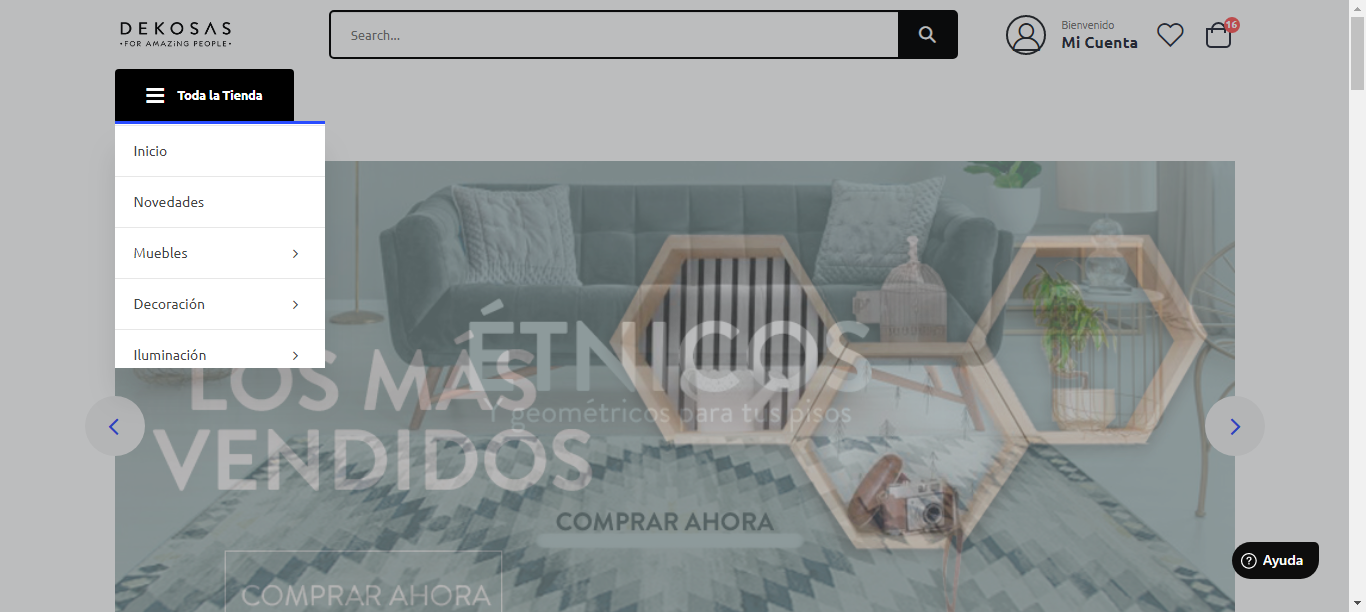 DEKOSAS
•FOR AMAZING PEOPLE•
Search...
Bienvenido
Mi Cuenta
16
Toda la Tienda
Inicio
Novedades
Muebles
Decoración
Iluminación
ÉTNICOS
Y geométricos para tus pisos
LOS MÁS
VENDIDOS
COMPRAR AHORA
COMPRAR AHORA
Ayuda